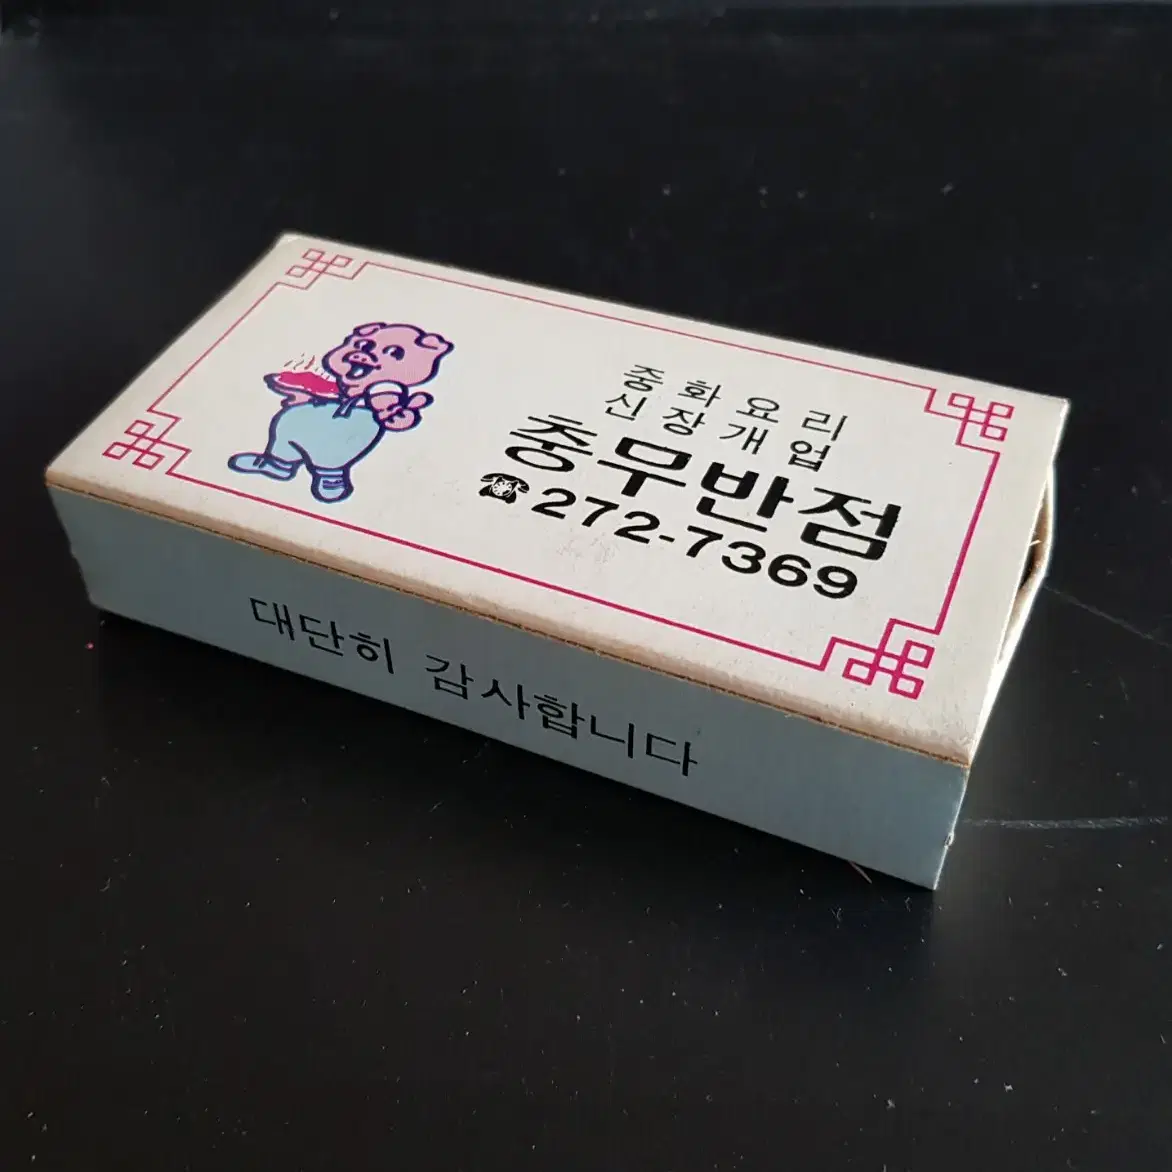 중화요리
신장개업
충무반점
☎272-7369
대단히 감사합니다